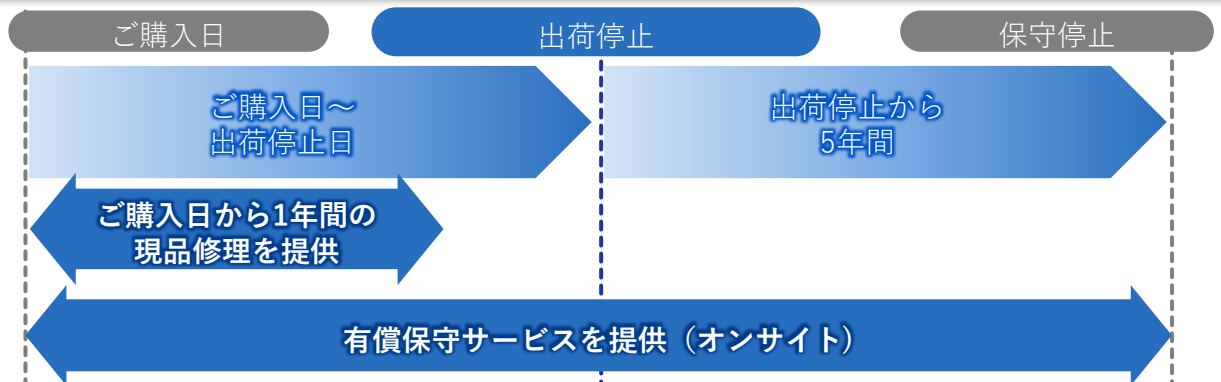 ご購入日
出荷停止
保守停止
ご購入日～
出荷停止日
出荷停止から
5年間
ご購入日から1年間の
現品修理を提供
有償保守サービスを提供（オンサイト）